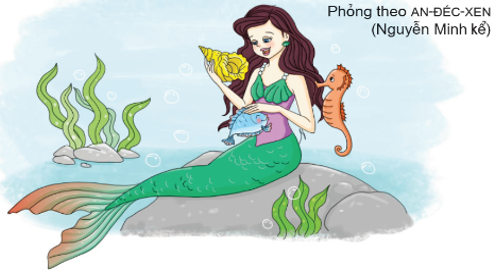 Phỏng theo AN-ĐÉC-XEN
(Nguyễn Minh kể)